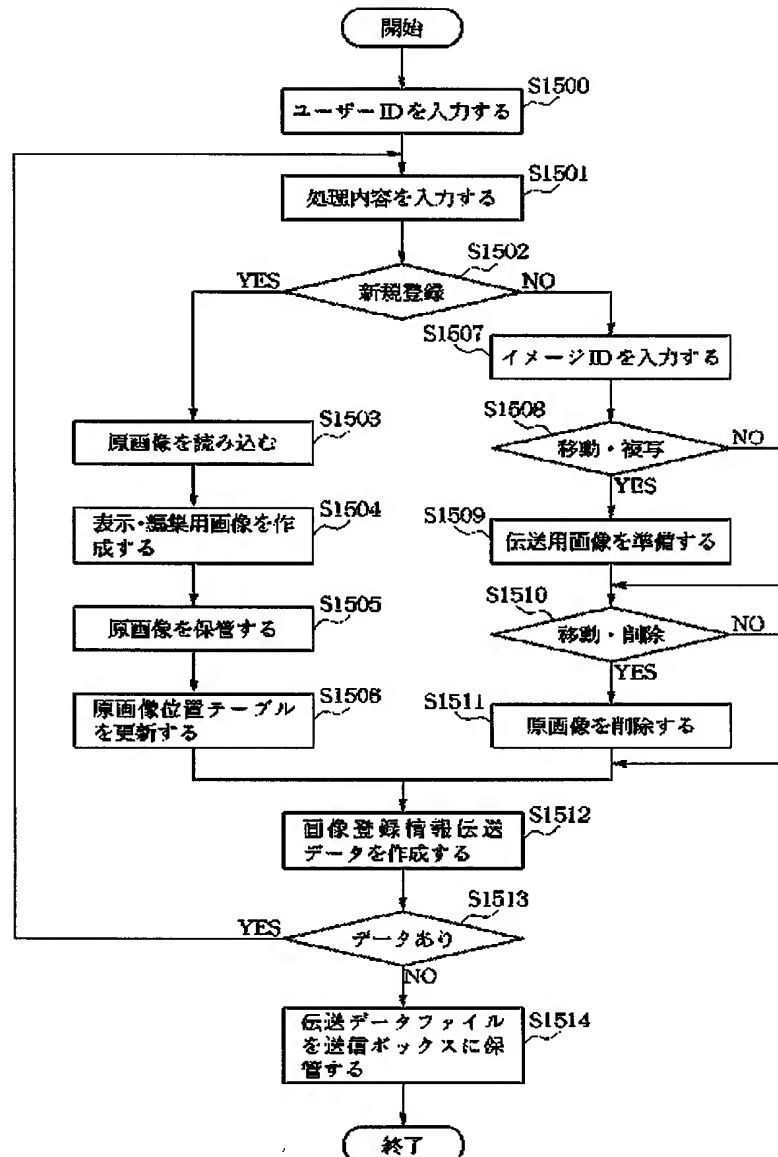 開始
S1500
ユーザーIDを入力する
S1501
処理内容を入力する
S1502
YES
新規登録
NO
S1507
イメージIDを入力する
S1503
原画像を読み込む
S1508
移動・複写
NO
YES
S1504
表示・編集用画像を作
成する
S1509
伝送用画像を準備する
S1505
原画像を保管する
S1510
移動・削除
NO
YES
S1506
原画像位置テーブル
を更新する
S1511
原画像を削除する
S1512
画像登録情報伝送
データを作成する
S1513
YES
データあり
NO
S1514
伝送データファイル
を送信ボックスに保
管する
終了